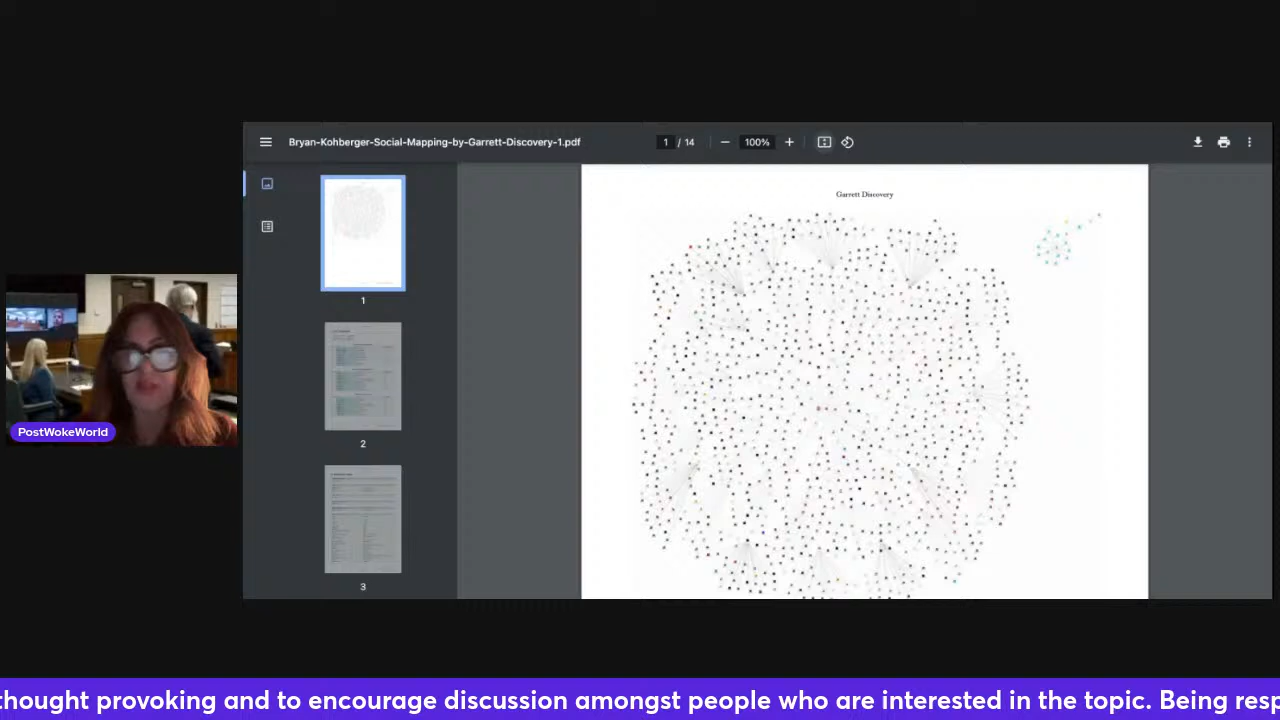 Bryan-Kohberger-Social-Mapping-by-Garrett-Discovery-1.pdf
1 / 14
100%
Garrett Discovery
1
2
3
PostWokeWorld
thought provoking and to encourage discussion amongst people who are interested in the topic. Being resp